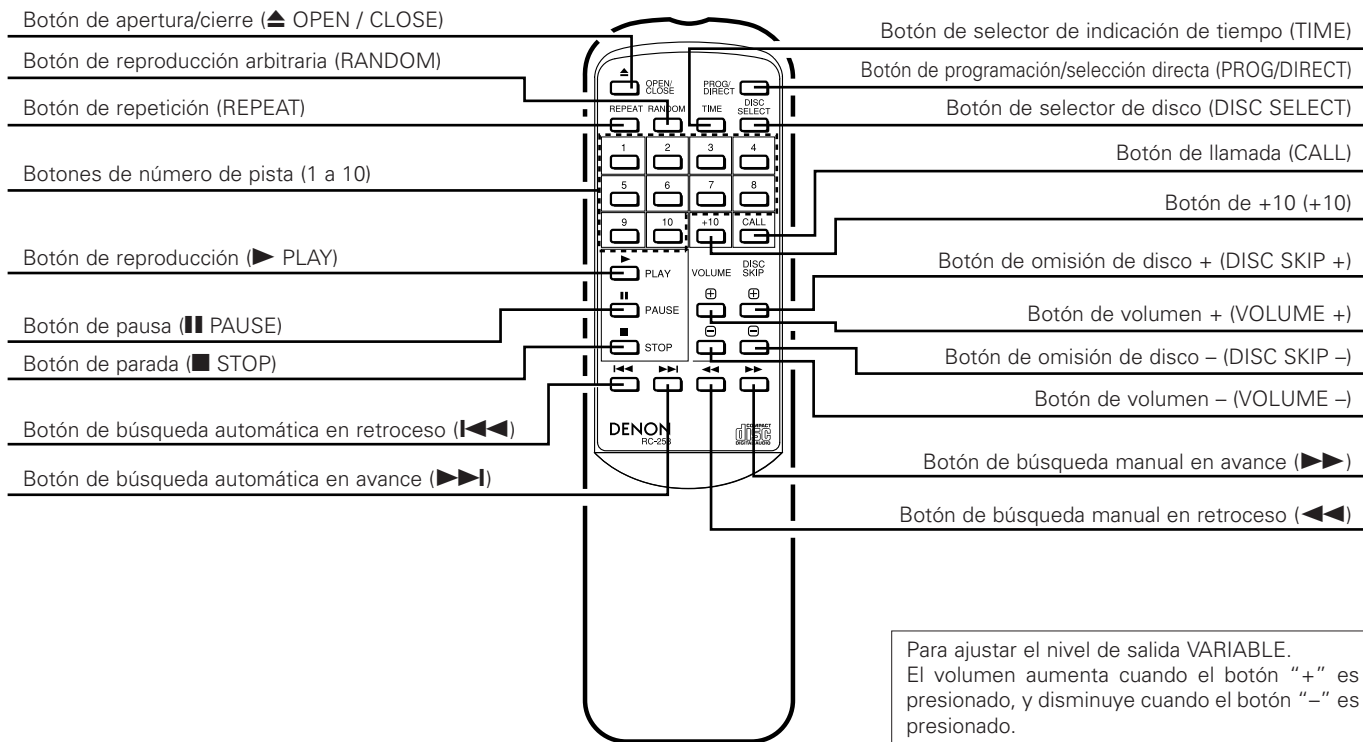 Botón de apertura/cierre (⏏ OPEN / CLOSE)
Botón de reproducción arbitraria (RANDOM)
Botón de repetición (REPEAT)
Botones de número de pista (1 a 10)
Botón de reproducción (▶ PLAY)
Botón de pausa (❚❚ PAUSE)
Botón de parada (■ STOP)
Botón de búsqueda automática en retroceso (I◀◀)
Botón de búsqueda automática en avance (▶▶I)
⏏ OPEN/
CLOSE
PROG/
DIRECT
REPEAT RANDOM TIME DISC
SELECT
1 2 3 4
5 6 7 8
9 10 +10 CALL
▶ PLAY
VOLUME
DISC
SKIP
❚❚ PAUSE
⊕ ⊕
■ STOP
⊖ ⊖
I◀◀ ▶▶I ◀◀ ▶▶
DENON
COMPACT
disc
DIGITAL AUDIO
Botón de selector de indicación de tiempo (TIME)
Botón de programación/selección directa (PROG/DIRECT)
Botón de selector de disco (DISC SELECT)
Botón de llamada (CALL)
Botón de +10 (+10)
Botón de omisión de disco + (DISC SKIP +)
Botón de volumen + (VOLUME +)
Botón de omisión de disco – (DISC SKIP –)
Botón de volumen – (VOLUME –)
Botón de búsqueda manual en avance (▶▶)
Botón de búsqueda manual en retroceso (◀◀)
Para ajustar el nivel de salida VARIABLE.
El volumen aumenta cuando el botón “+” es
presionado, y disminuye cuando el botón “–” es
presionado.